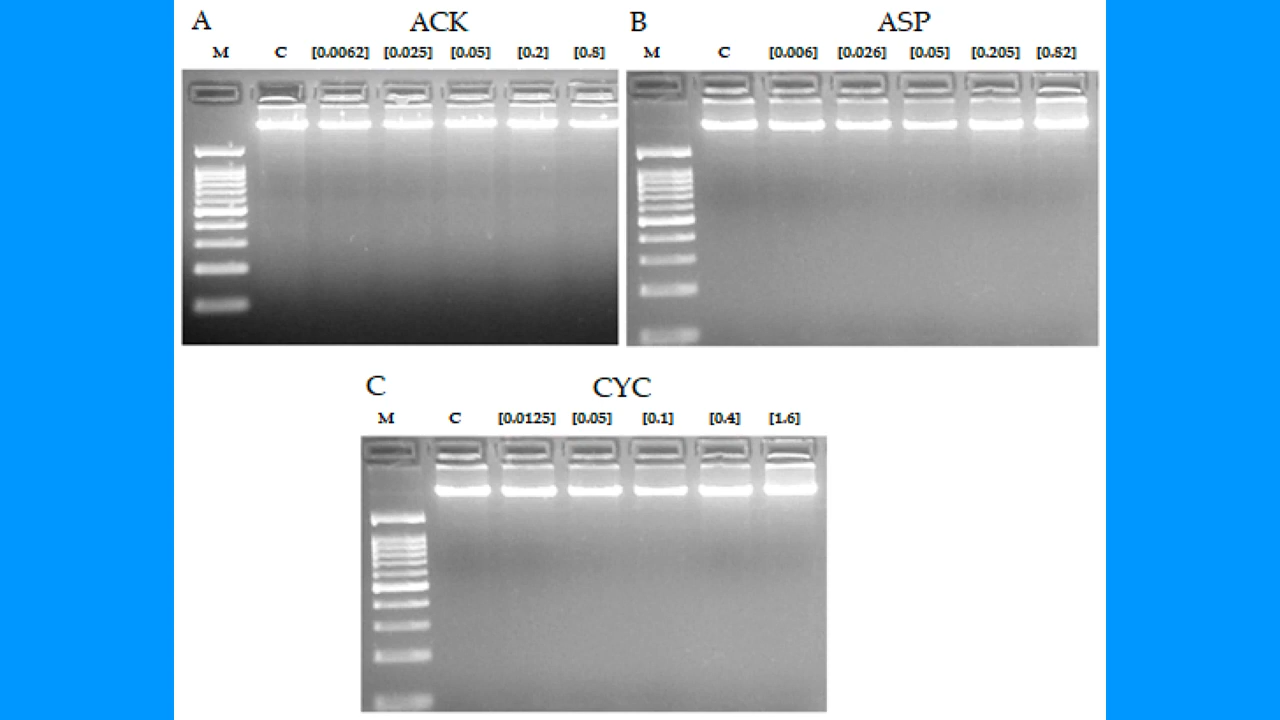 A ACK
M C [0.0062] [0.025] [0.05] [0.2] [0.8]
B ASP
M C [0.006] [0.026] [0.05] [0.205] [0.82]
C CYC
M C [0.0125] [0.05] [0.1] [0.4] [1.6]